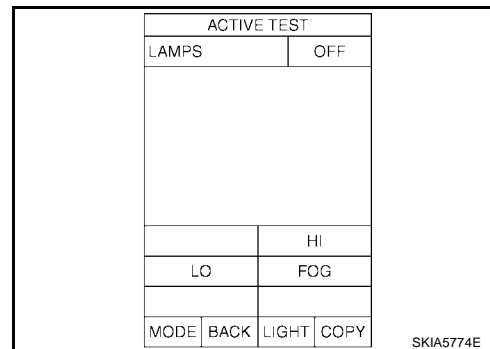 ACTIVE TEST
LAMPS OFF
HI
LO FOG
MODE BACK LIGHT COPY
SKIA5774E